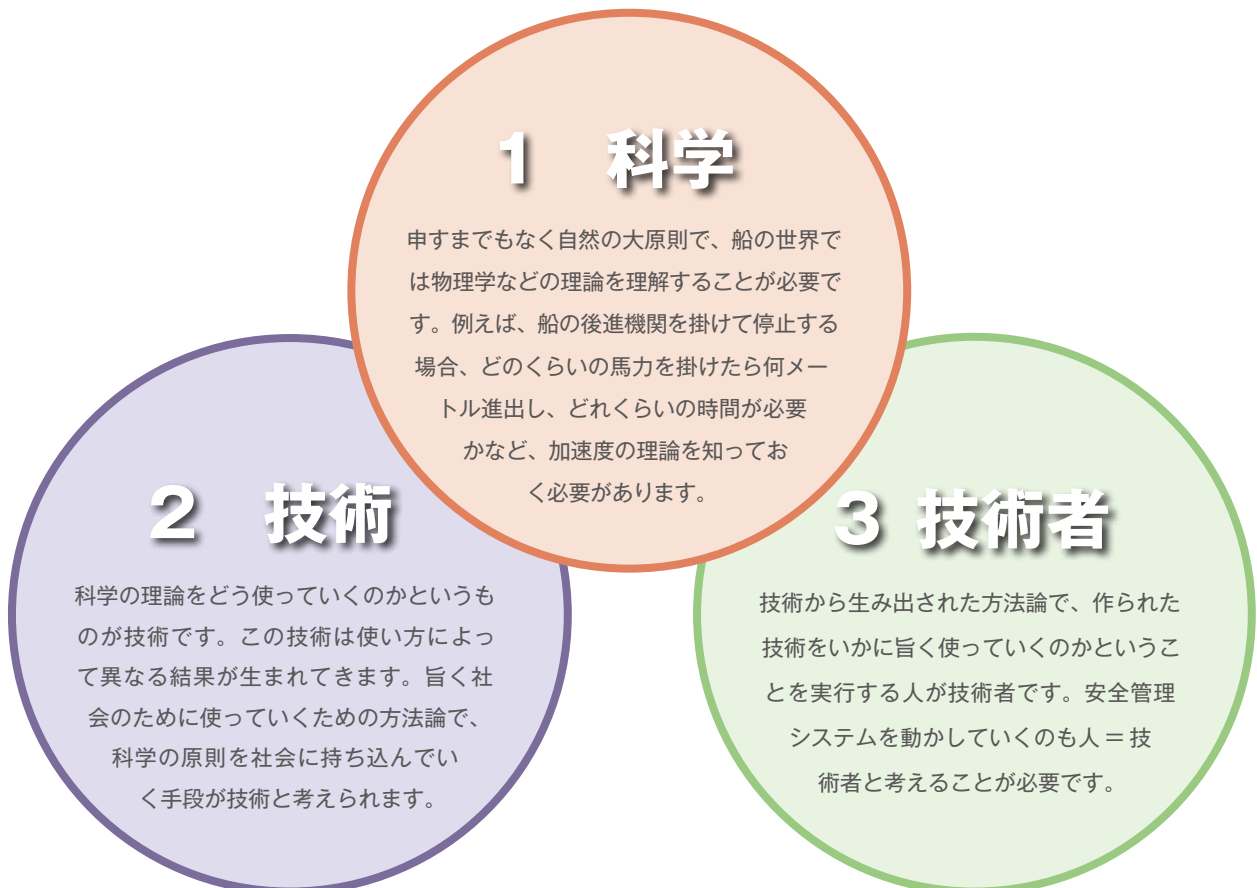 1　科学
申すまでもなく自然の大原則で、船の世界で
は物理学などの理論を理解することが必要で
す。例えば、船の後進機関を掛けて停止する
場合、どのくらいの馬力を掛けたら何メー
トル進出し、どれくらいの時間が必要
かなど、加速度の理論を知ってお
く必要があります。
2　技術
科学の理論をどう使っていくのかというも
のが技術です。この技術は使い方によっ
て異なる結果が生まれてきます。旨く社
会のために使っていくための方法論で、
科学の原則を社会に持ち込んでい
く手段が技術と考えられます。
3 技術者
技術から生み出された方法論で、作られた
技術をいかに旨く使っていくのかというこ
とを実行する人が技術者です。安全管理
システムを動かしていくのも人 = 技
術者と考えることが必要です。